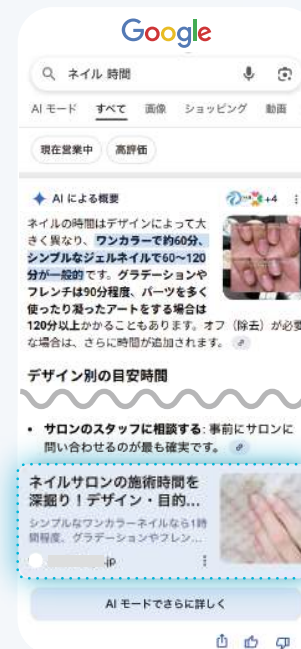 Google
ネイル 時間
AI モード すべて 画像 ショッピング 動画
現在営業中 高評価
AI による概要 +4
ネイルの時間はデザインによって大
きく異なり、ワンカラーで約60分、
シンプルなジェルネイルで60〜120
分が一般的です。グラデーションや
フレンチは90分程度、パーツを多く
使ったり凝ったアートをする場合は
120分以上かかることもあります。オフ（除去）が必要
な場合は、さらに時間が追加されます。
デザイン別の目安時間
• サロンのスタッフに相談する: 事前にサロンに
問い合わせるのが最も確実です。
ネイルサロンの施術時間を
深掘り！デザイン・目的...
シンプルなワンカラーネイルなら1時
間程度、グラデーションやフレン...
.jp
AI モードでさらに詳しく